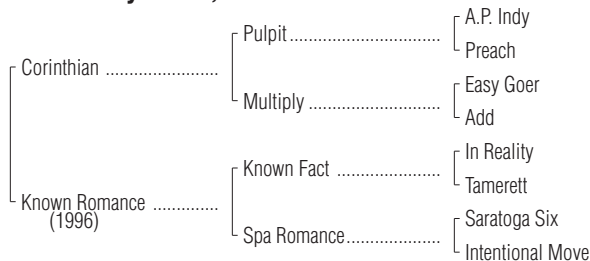 A.P. Indy
Pulpit
Preach
Corinthian
Easy Goer
Multiply
Add
In Reality
Known Fact
Tamerett
Known Romance
(1996)
Saratoga Six
Spa Romance
Intentional Move